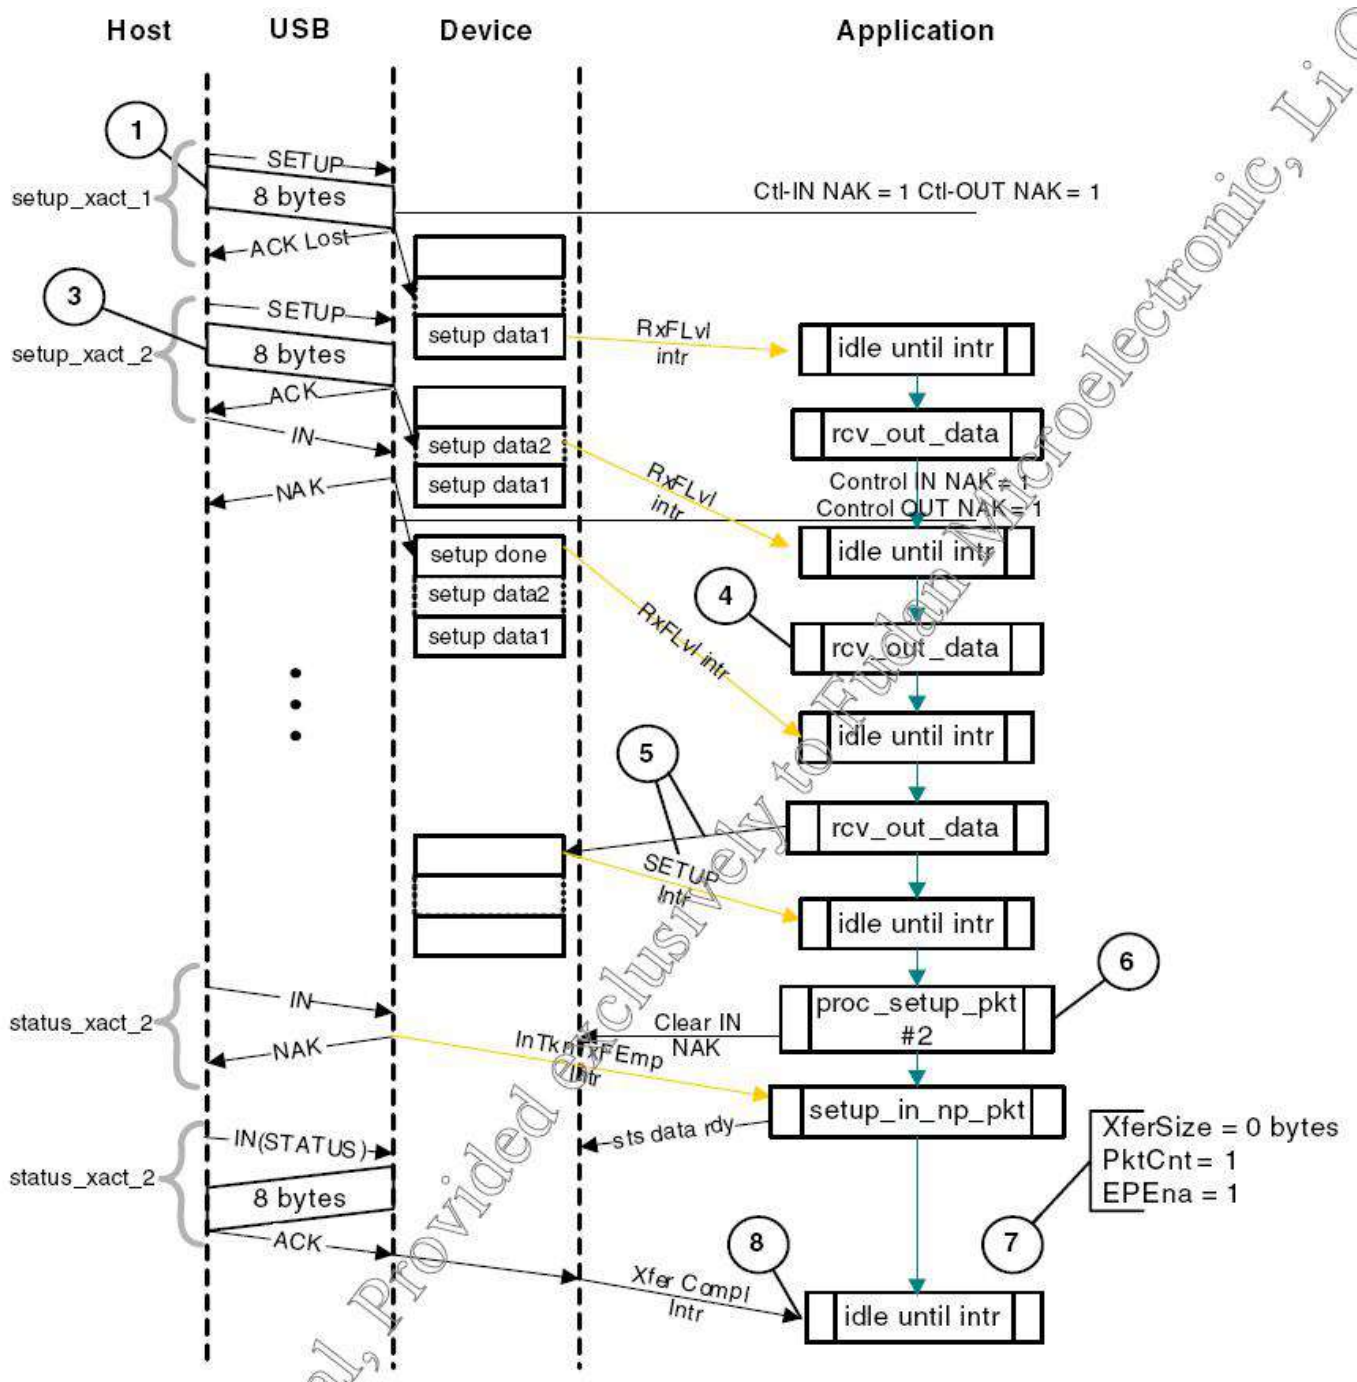 Host USB Device Application
1
SETUP
setup_xact_1
8 bytes
Ctl-IN NAK = 1 Ctl-OUT NAK = 1
ACK Lost
3
SETUP
setup_xact_2
8 bytes
setup data1
RxFLvl
intr
idle until intr
ACK
IN
setup data2
rcv_out_data
NAK
setup data1
RxFLvl
intr
Control IN NAK = 1
Control OUT NAK = 1
setup done
idle until intr
setup data2
4
setup data1
RxFLvl intr
rcv_out_data
idle until intr
5
rcv_out_data
SETUP
Intr
idle until intr
6
IN
status_xact_2
NAK
Clear IN
NAK
proc_setup_pkt
#2
InTkn xFEmp
Intr
setup_in_np_pkt
sts data rdy
IN(STATUS)
status_xact_2
8 bytes
XferSize = 0 bytes
PktCnt = 1
EPEna = 1
ACK
8
7
Xfer Compl
Intr
idle until intr
al, Provided exclusively to Fudan Microelectronic, Li